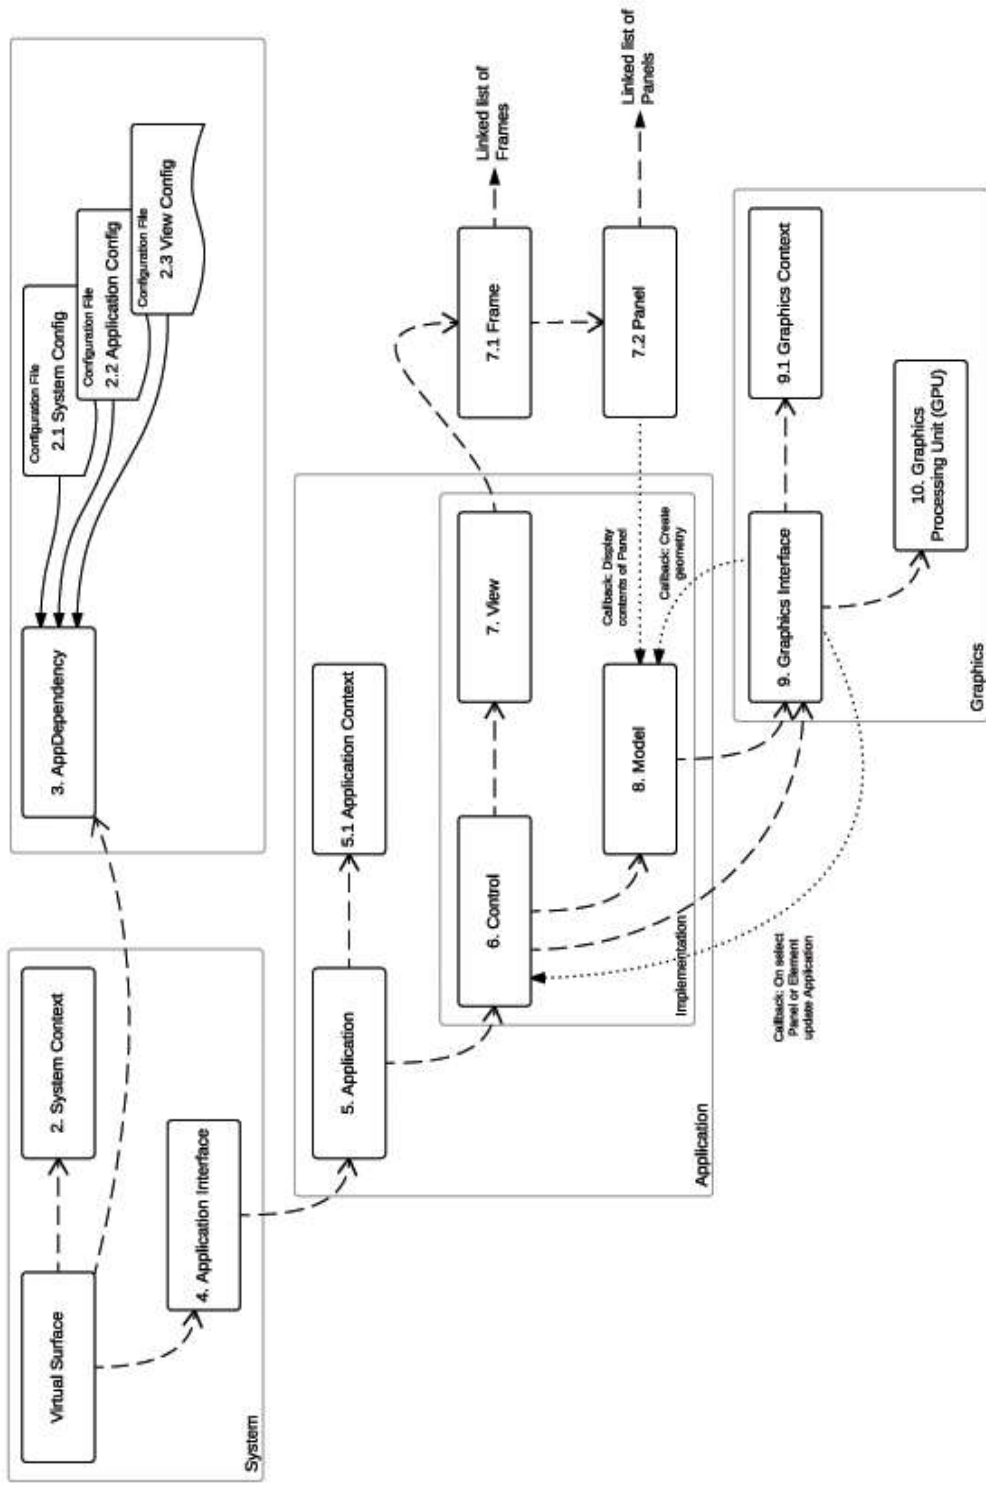 Virtual Surface
2. System Context
4. Application Interface
System
3. AppDependency
Configuration File
2.1 System Config
Configuration File
2.2 Application Config
Configuration File
2.3 View Config
5. Application
5.1 Application Context
6. Control
7. View
8. Model
Implementation
Application
Callback: Display
contents of Panel
Callback: Create
geometry
7.1 Frame
Linked list of
Frames
7.2 Panel
Linked list of
Panels
Callback: On select
Panel or Element
update Application
9. Graphics Interface
9.1 Graphics Context
10. Graphics
Processing Unit (GPU)
Graphics